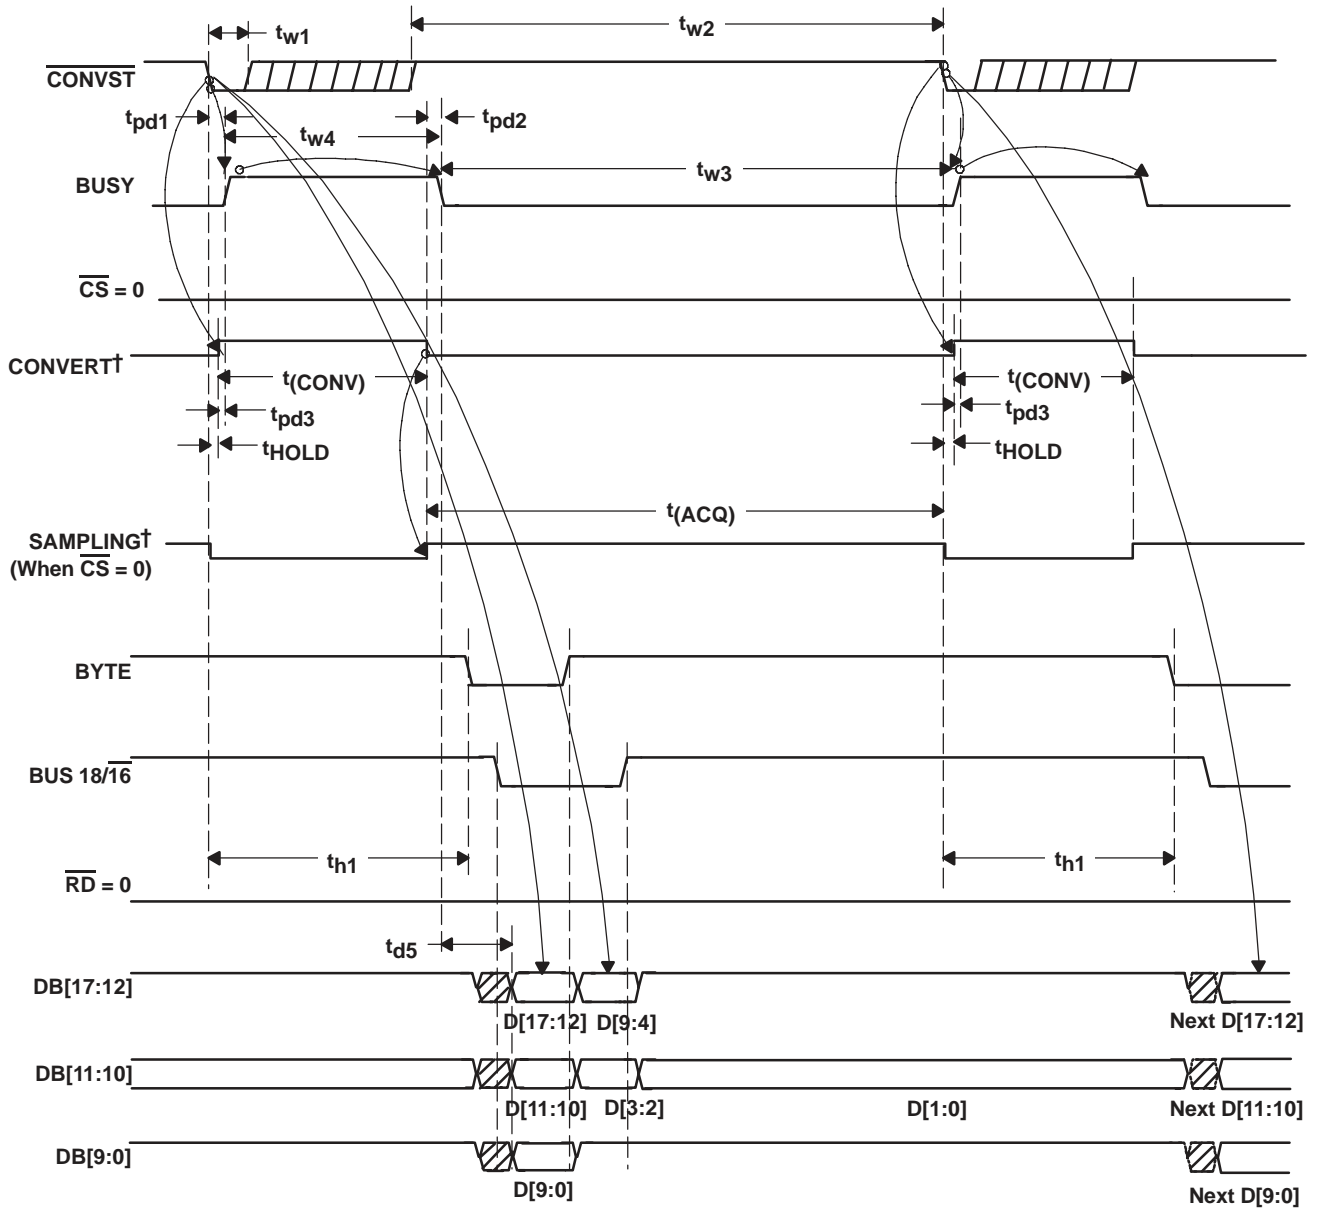 tw1
tw2
CONVST
tpd1
tw4
tpd2
tw3
BUSY
CS = 0
CONVERT†
t(CONV)
t(CONV)
tpd3
tpd3
tHOLD
tHOLD
t(ACQ)
SAMPLING†
(When CS = 0)
BYTE
BUS 18/16
th1
th1
RD = 0
td5
DB[17:12]
D[17:12]
D[9:4]
Next D[17:12]
DB[11:10]
D[11:10]
D[3:2]
D[1:0]
Next D[11:10]
DB[9:0]
D[9:0]
Next D[9:0]